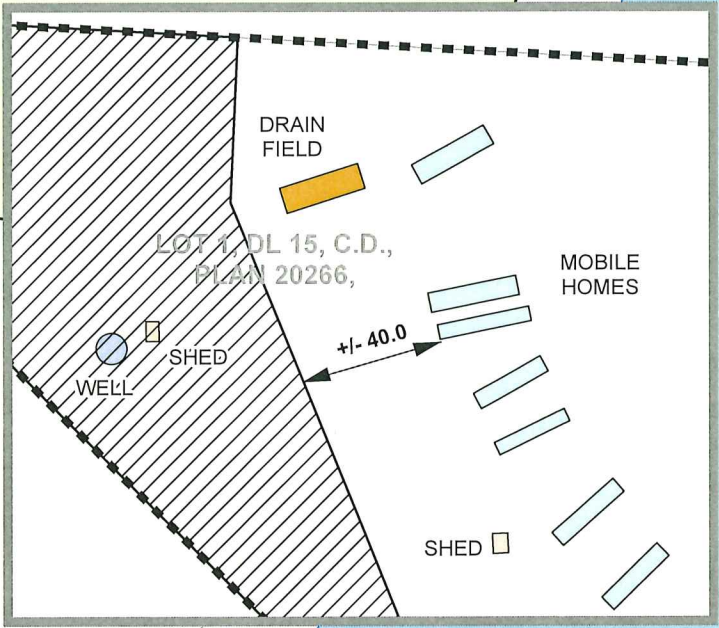 DRAIN
FIELD
LOT 1, DL 15, C.D.,
PLAN 20266,
MOBILE
HOMES
+/- 40.0
SHED
WELL
SHED